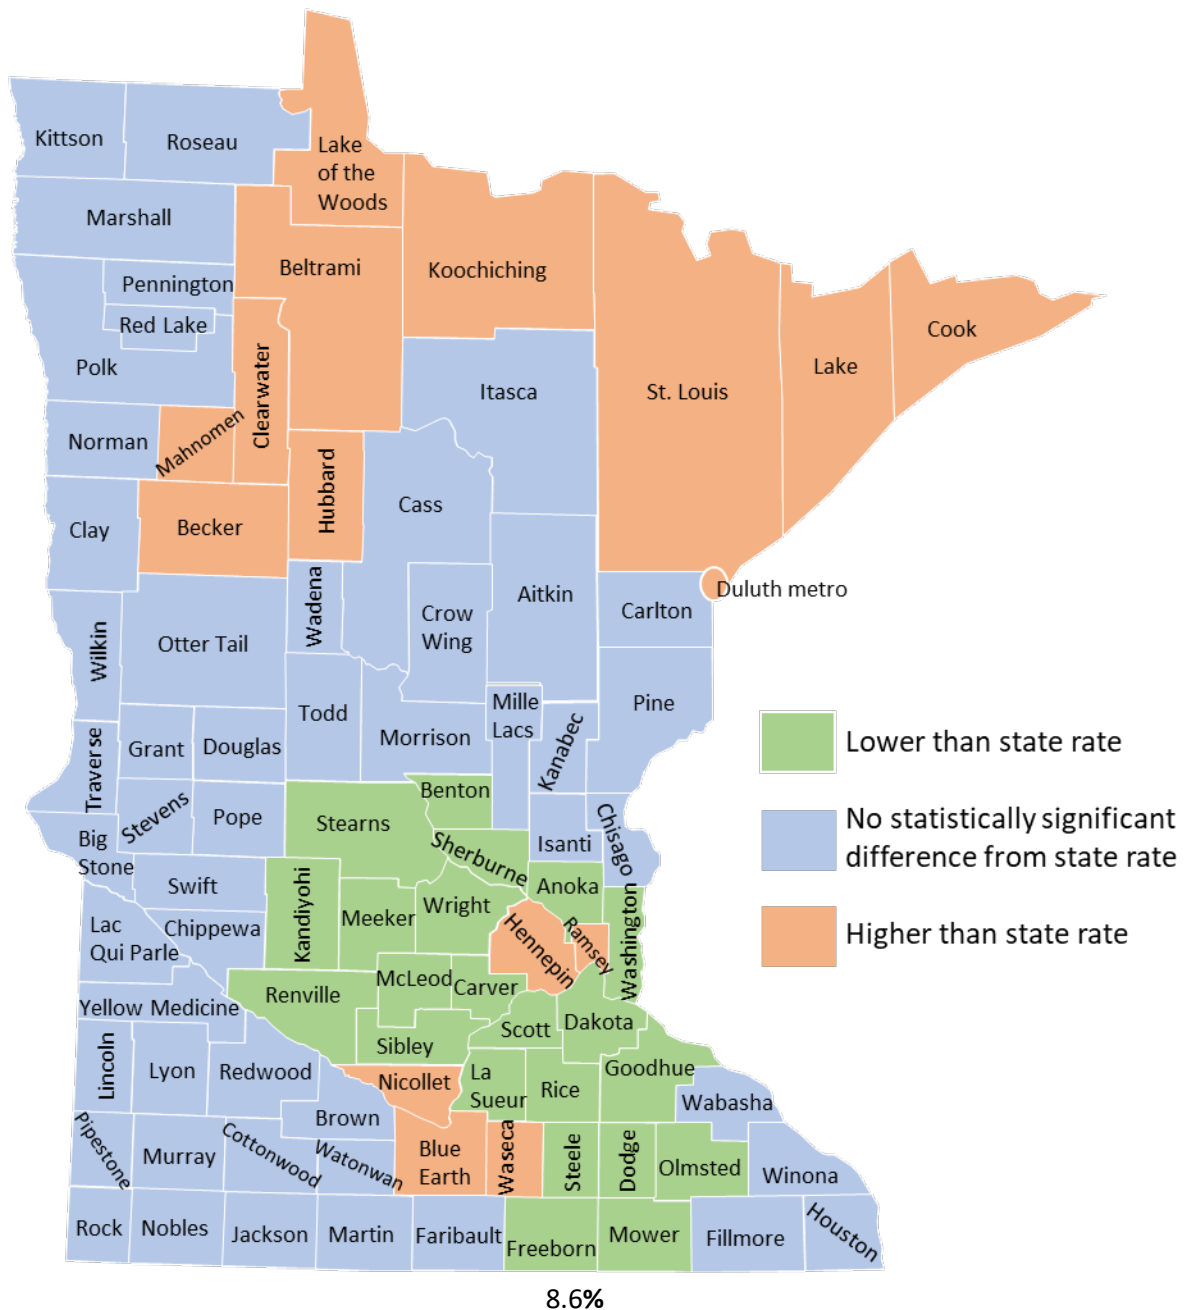 Kittson
Roseau
Lake
of the
Woods
Marshall
Beltrami
Koochiching
Pennington
Red Lake
Polk
Clearwater
Cook
Lake
St. Louis
Itasca
Norman
Mahnomen
Hubbard
Cass
Clay
Becker
Aitkin
Duluth metro
Carlton
Wadena
Crow
Wing
Wilkin
Otter Tail
Todd
Mille
Lacs
Pine
Morrison
Kanabec
Traverse
Grant
Douglas
Lower than state rate
Benton
Stevens
Pope
Stearns
Big
Stone
Isanti
Chisago
No statistically significant
difference from state rate
Sherburne
Swift
Kandiyohi
Anoka
Meeker
Wright
Lac
Qui Parle
Chippewa
Hennepin
Ramsey
Washington
Higher than state rate
McLeod
Carver
Renville
Yellow Medicine
Scott
Dakota
Sibley
Lincoln
Lyon
Redwood
Nicollet
La
Sueur
Rice
Goodhue
Wabasha
Brown
Pipestone
Murray
Cottonwood
Watonwan
Blue
Earth
Waseca
Steele
Dodge
Olmsted
Winona
Rock
Nobles
Jackson
Martin
Faribault
Freeborn
Mower
Fillmore
Houston
8.6%